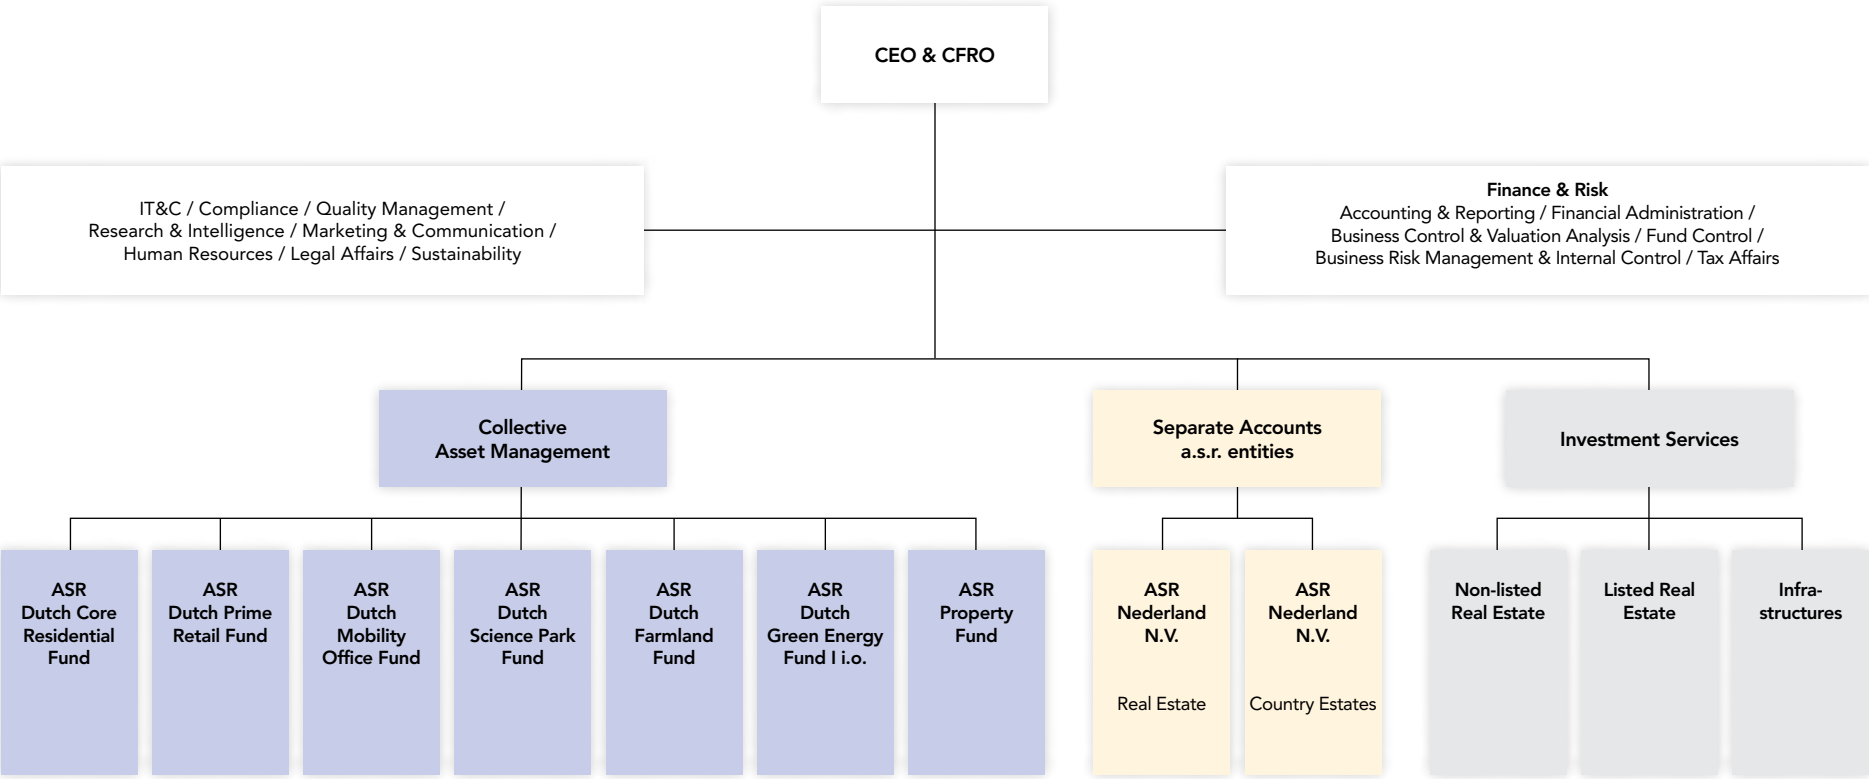 CEO & CFRO
IT&C / Compliance / Quality Management /
Research & Intelligence / Marketing & Communication /
Human Resources / Legal Affairs / Sustainability
Finance & Risk
Accounting & Reporting / Financial Administration /
Business Control & Valuation Analysis / Fund Control /
Business Risk Management & Internal Control / Tax Affairs
Collective
Asset Management
Separate Accounts
a.s.r. entities
Investment Services
ASR
Dutch Core
Residential
Fund
ASR
Dutch Prime
Retail Fund
ASR
Dutch
Mobility
Office Fund
ASR
Dutch
Science Park
Fund
ASR
Dutch
Farmland
Fund
ASR
Dutch
Green Energy
Fund I i.o.
ASR
Property
Fund
ASR
Nederland
N.V.
Real Estate
ASR
Nederland
N.V.
Country Estates
Non-listed
Real Estate
Listed Real
Estate
Infra-
structures